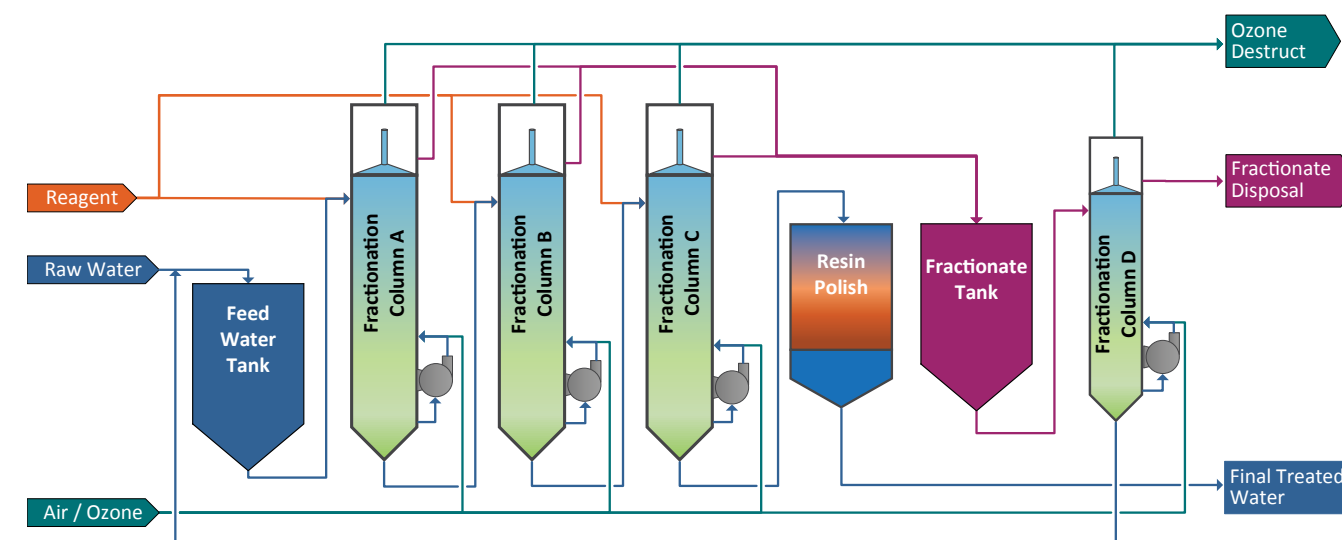 Ozone
Destruct
Reagent
Fractionate
Disposal
Raw Water
Feed
Water
Tank
Fractionation
Column A
Fractionation
Column B
Fractionation
Column C
Resin
Polish
Fractionate
Tank
Fractionation
Column D
Final Treated
Water
Air / Ozone